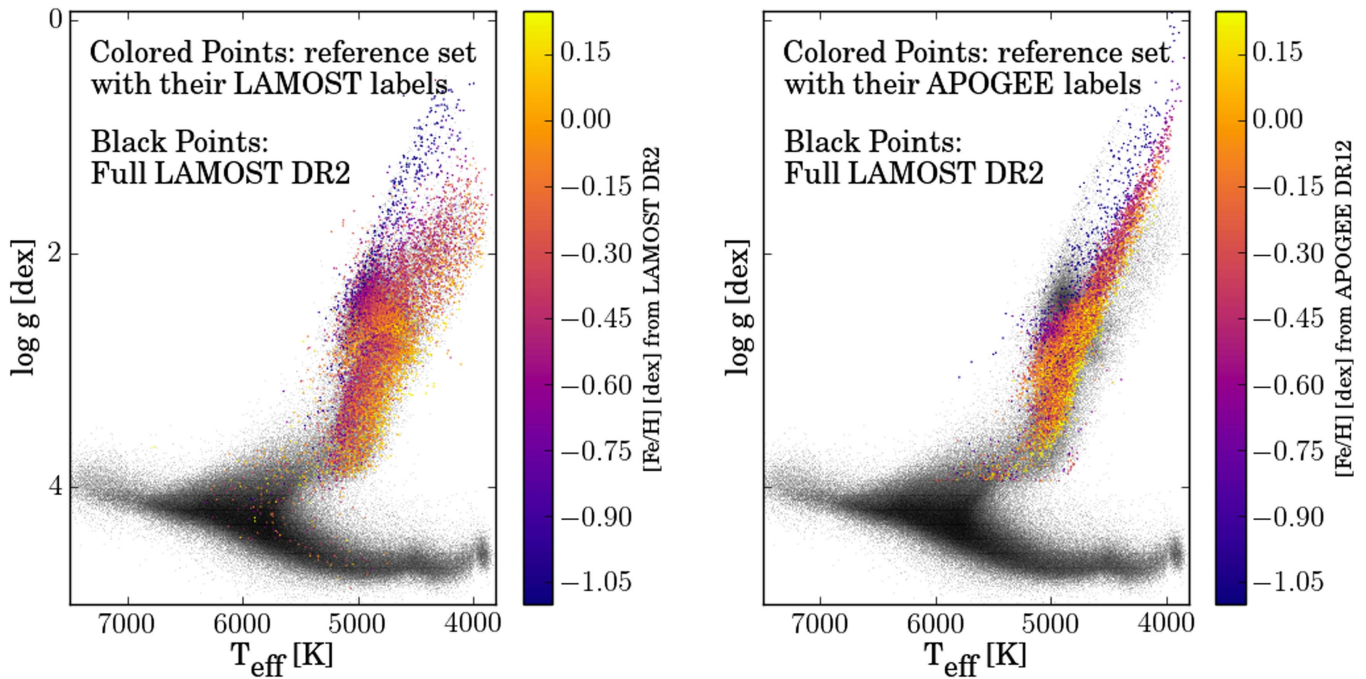 Colored Points: reference set
with their LAMOST labels
Black Points:
Full LAMOST DR2
0
2
4
log g [dex]
7000 6000 5000 4000
Teff [K]
0.15
0.00
−0.15
−0.30
−0.45
−0.60
−0.75
−0.90
−1.05
[Fe/H] [dex] from LAMOST DR2
Colored Points: reference set
with their APOGEE labels
Black Points:
Full LAMOST DR2
0
2
4
log g [dex]
7000 6000 5000 4000
Teff [K]
0.15
0.00
−0.15
−0.30
−0.45
−0.60
−0.75
−0.90
−1.05
[Fe/H] [dex] from APOGEE DR12